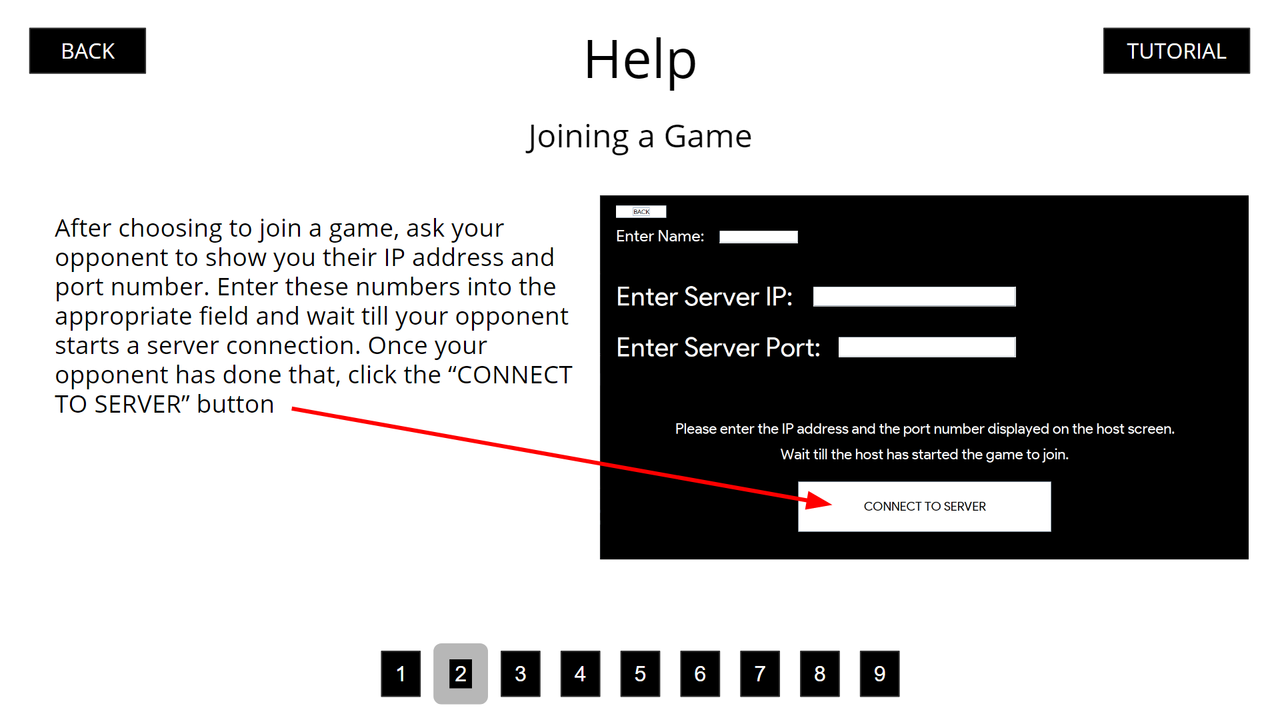 BACK
Help
TUTORIAL
Joining a Game
After choosing to join a game, ask your
opponent to show you their IP address and
port number. Enter these numbers into the
appropriate field and wait till your opponent
starts a server connection. Once your
opponent has done that, click the “CONNECT
TO SERVER” button
BACK
Enter Name:
Enter Server IP:
Enter Server Port:
Please enter the IP address and the port number displayed on the host screen.
Wait till the host has started the game to join.
CONNECT TO SERVER
1 2 3 4 5 6 7 8 9